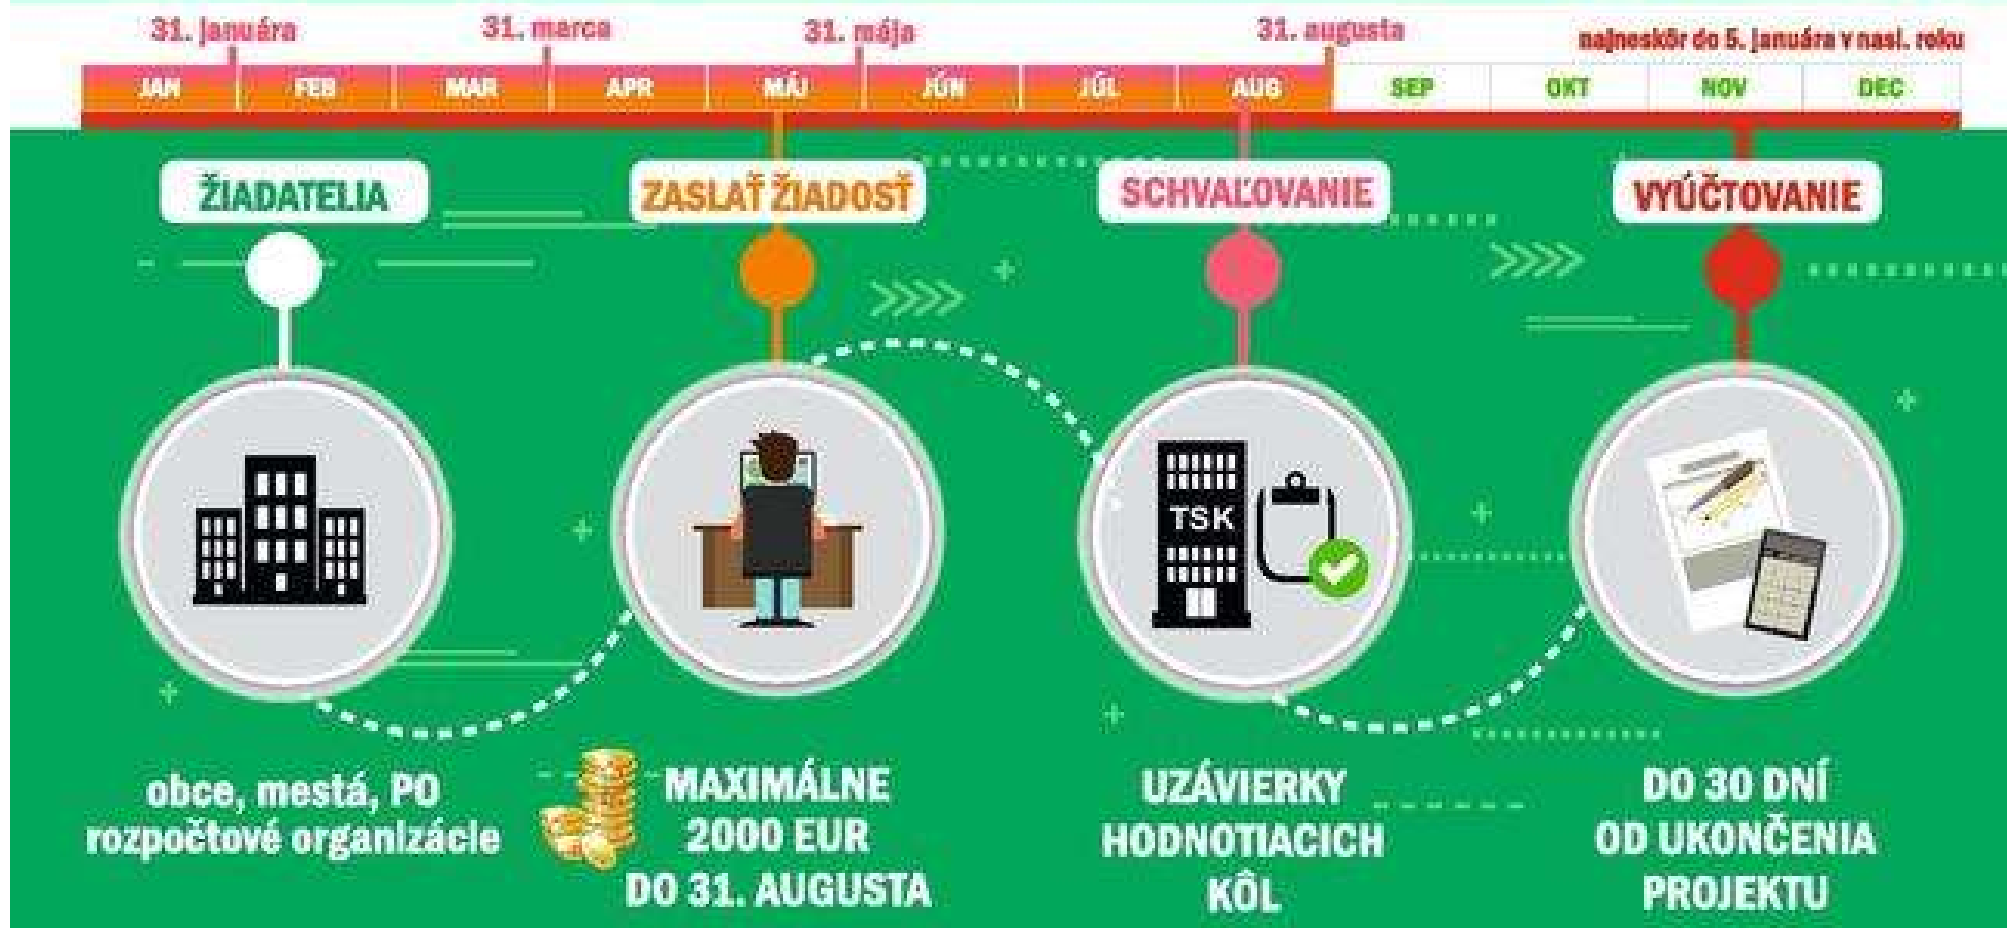 31. januára
31. marca
31. mája
31. augusta
najneskôr do 5. januára v nasl. roku
JAN
FEB
MAR
APR
MÁJ
JÚN
JÚL
AUG
SEP
OKT
NOV
DEC
ŽIADATELIA
ZASLAŤ ŽIADOSŤ
SCHVAĽOVANIE
VYÚČTOVANIE
TSK
obce, mestá, PO
rozpočtové organizácie
MAXIMÁLNE
2000 EUR
DO 31. AUGUSTA
UZÁVIERKY
HODNOTIACICH
KÔL
DO 30 DNÍ
OD UKONČENIA
PROJEKTU